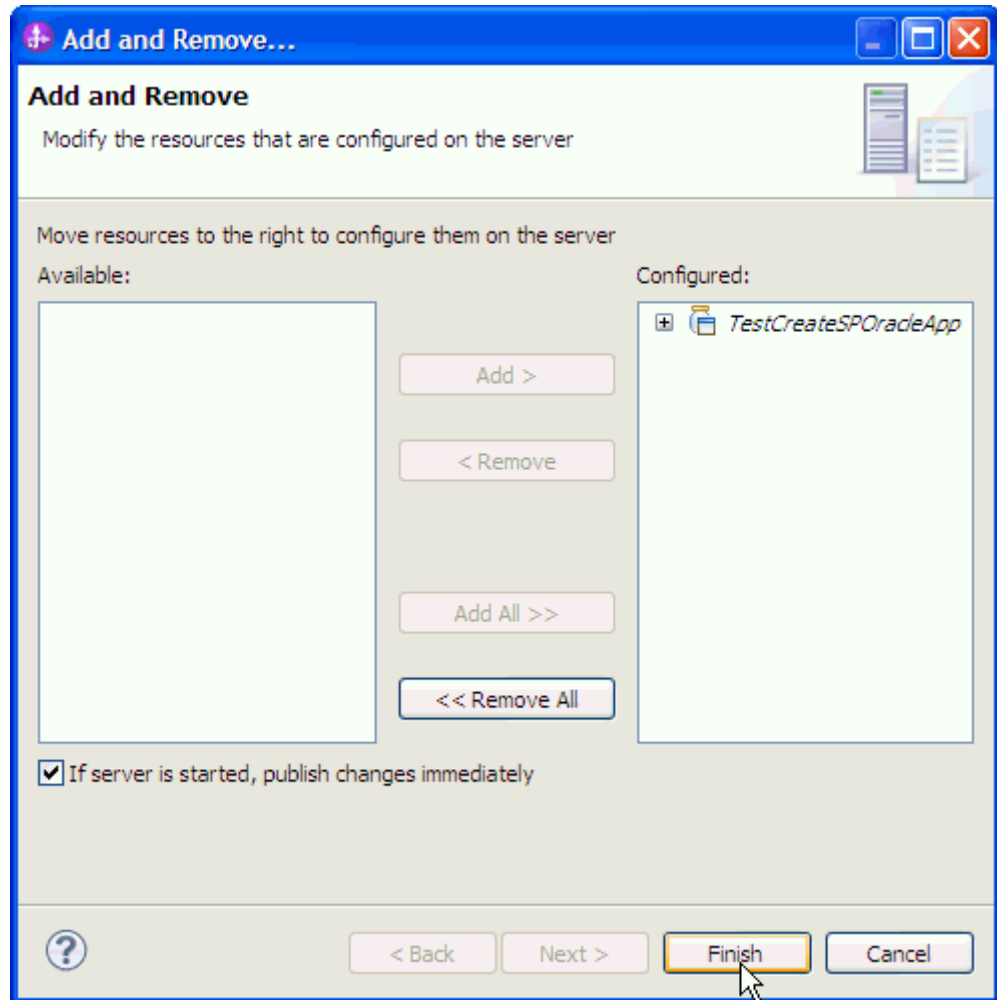 Add and Remove...
Add and Remove
Modify the resources that are configured on the server
Move resources to the right to configure them on the server
Available:
Configured:
TestCreateSPOracleApp
Add >
< Remove
Add All >>
<< Remove All
If server is started, publish changes immediately
?
< Back
Next >
Finish
Cancel